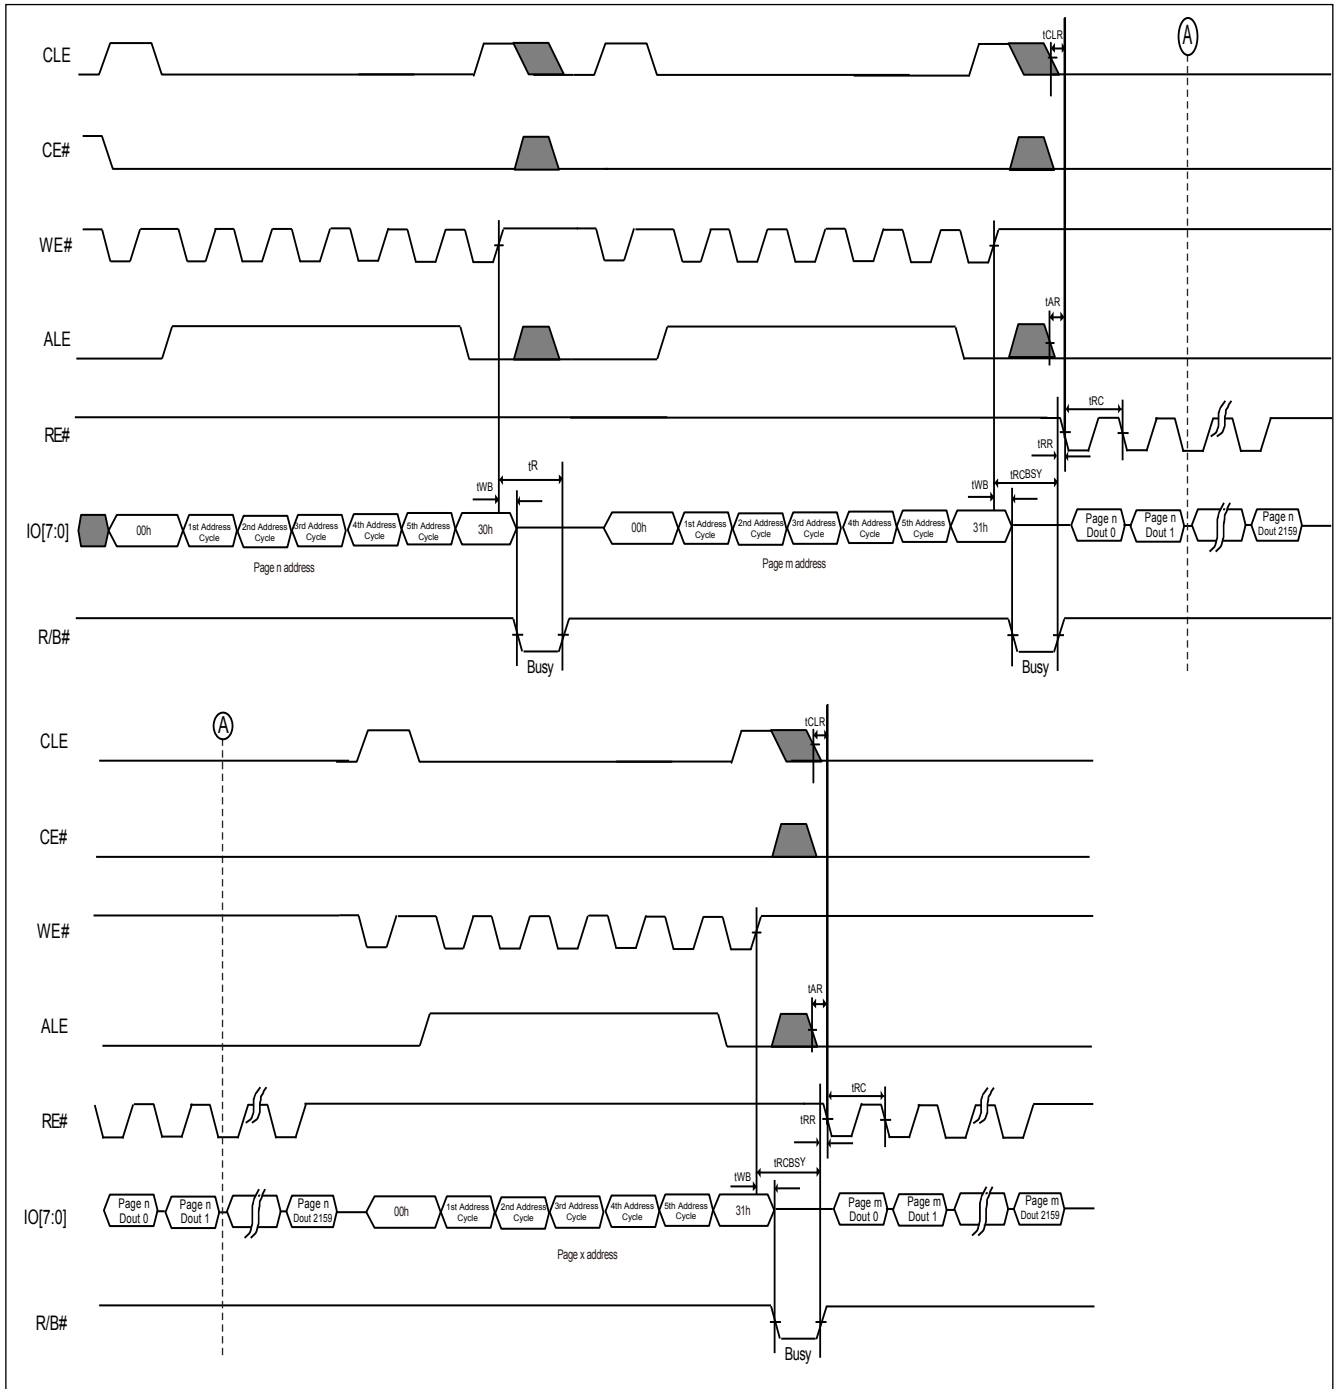 tCLR
A
CLE
CE#
WE#
tAR
ALE
tRC
RE#
tRR
tR
tRCBSY
tWB
tWB
IO[7:0]
00h
1st Address Cycle
2nd Address Cycle
3rd Address Cycle
4th Address Cycle
5th Address Cycle
30h
00h
1st Address Cycle
2nd Address Cycle
3rd Address Cycle
4th Address Cycle
5th Address Cycle
31h
Page n Dout 0
Page n Dout 1
Page n Dout 2159
Page n address
Page m address
R/B#
Busy
Busy
A
tCLR
CLE
CE#
WE#
tAR
ALE
tRC
RE#
tRR
tRCBSY
tWB
IO[7:0]
Page n Dout 0
Page n Dout 1
Page n Dout 2159
00h
1st Address Cycle
2nd Address Cycle
3rd Address Cycle
4th Address Cycle
5th Address Cycle
31h
Page m Dout 0
Page m Dout 1
Page m Dout 2159
Page x address
R/B#
Busy